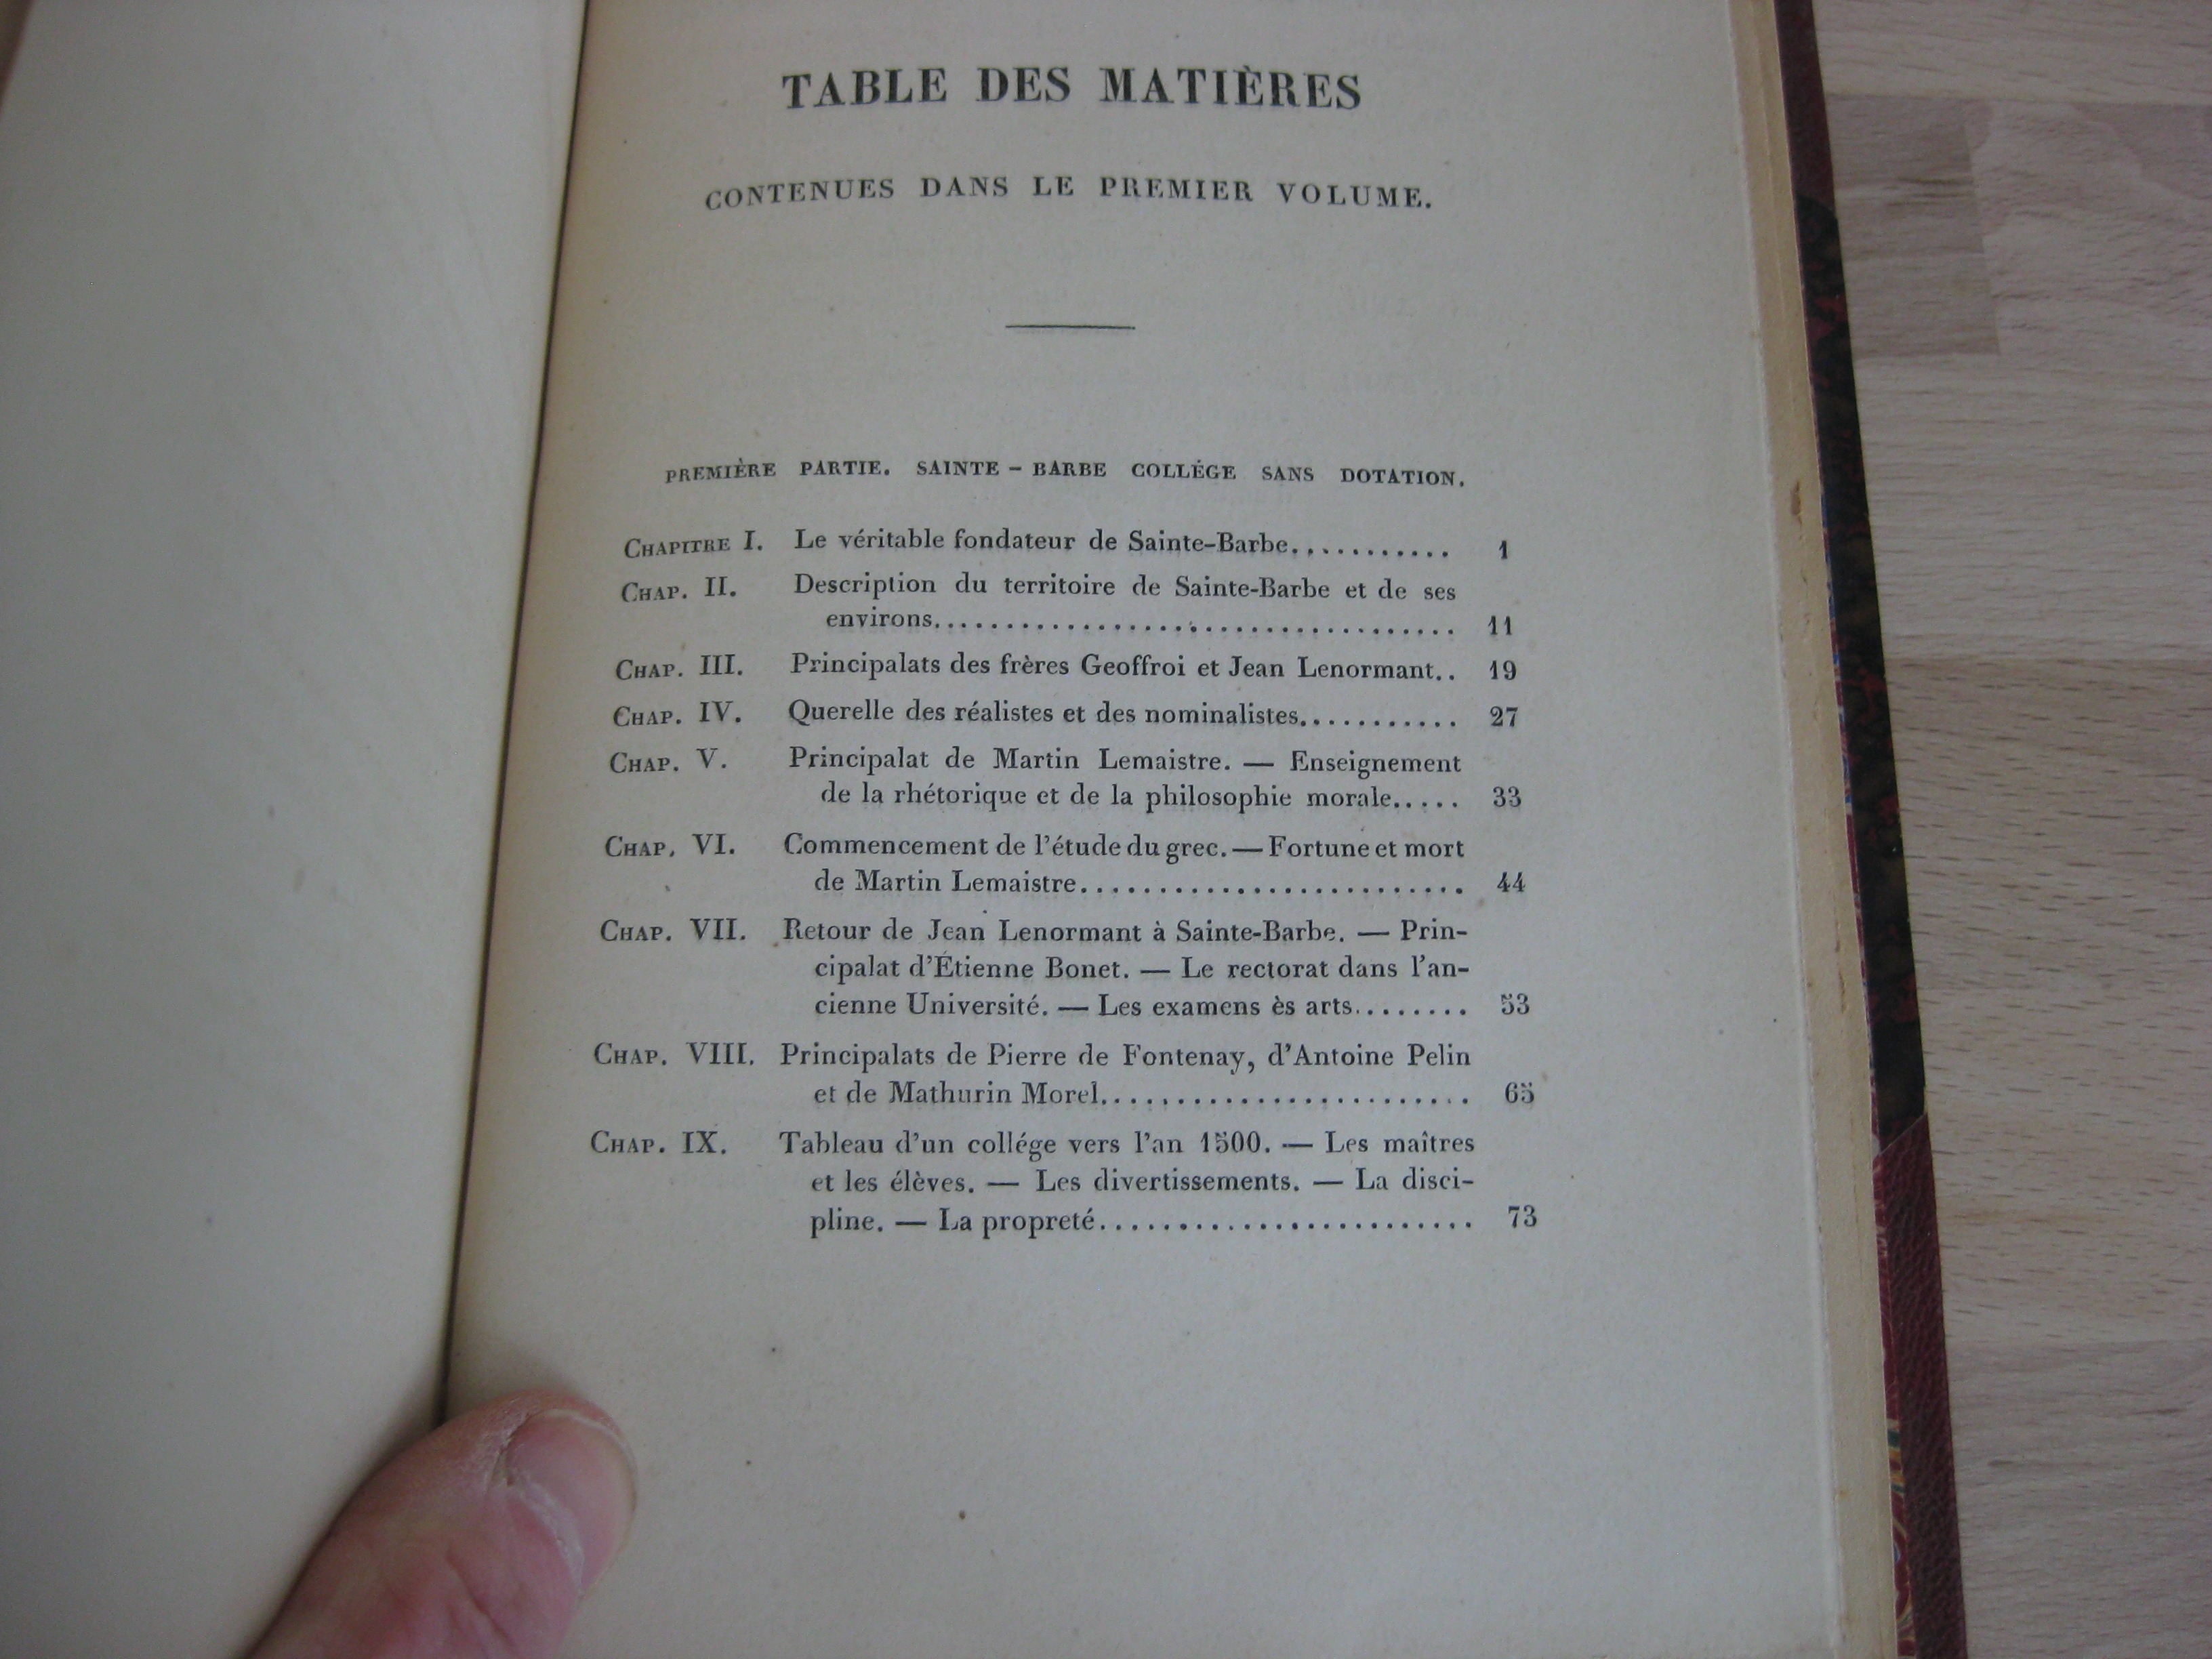 TABLE DES MATIÈRES
CONTENUES DANS LE PREMIER VOLUME.
PREMIÈRE PARTIE. SAINTE-BARBE COLLÉGE SANS DOTATION.
CHAPITRE I. Le véritable fondateur de Sainte-Barbe........... 1
CHAP. II. Description du territoire de Sainte-Barbe et de ses
environs.................................. 11
CHAP. III. Principalats des frères Geoffroi et Jean Lenormant.. 19
CHAP. IV. Querelle des réalistes et des nominalistes........... 27
CHAP. V. Principalat de Martin Lemaistre. — Enseignement
de la rhétorique et de la philosophie morale..... 33
CHAP. VI. Commencement de l'étude du grec. — Fortune et mort
de Martin Lemaistre......................... 44
CHAP. VII. Retour de Jean Lenormant à Sainte-Barbe. — Prin-
cipalat d'Étienne Bonet. — Le rectorat dans l'an-
cienne Université. — Les examens ès arts........ 53
CHAP. VIII. Principalats de Pierre de Fontenay, d'Antoine Pelin
et de Mathurin Morel........................ 65
CHAP. IX. Tableau d'un collége vers l'an 1500. — Les maîtres
et les élèves. — Les divertissements. — La disci-
pline. — La propreté........................ 73